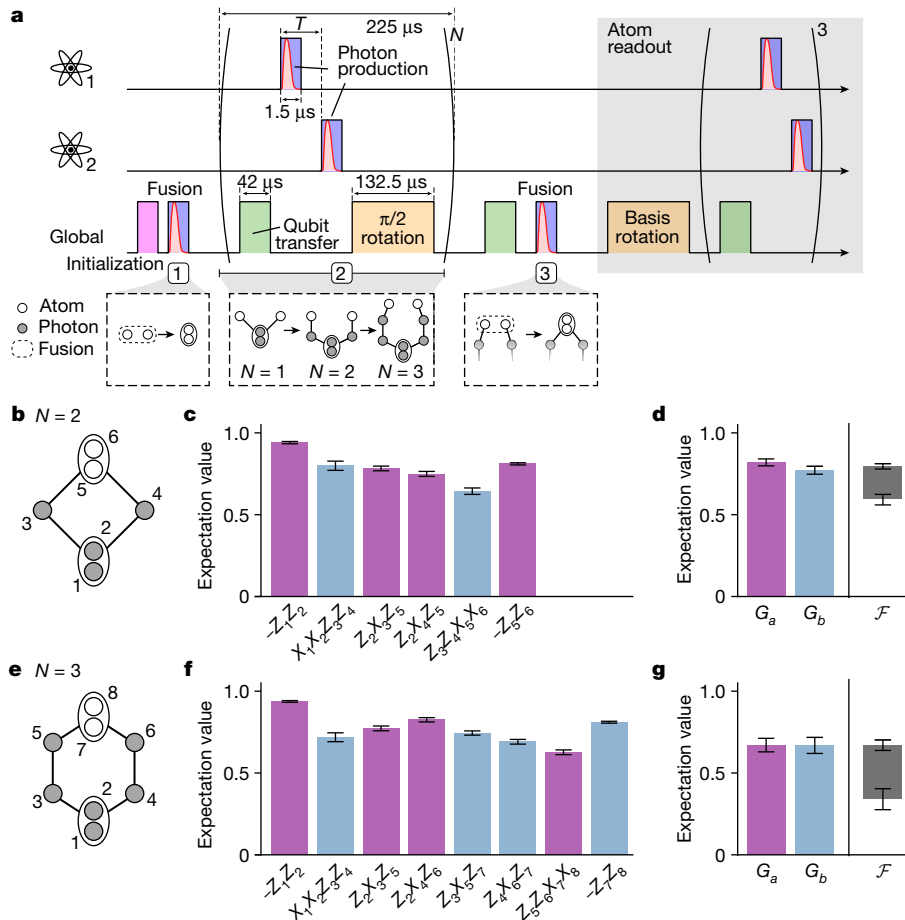 a
T
225 μs
N
Photon
production
1.5 μs
Atom
readout
3
1
2
Fusion
42 μs
132.5 μs
Fusion
Global
Qubit
transfer
π/2
rotation
Basis
rotation
Initialization
1
2
3
Atom
Photon
Fusion
N = 1
N = 2
N = 3
b N = 2
6
5
3
4
2
1
c
Expectation value
1.0
0.5
0
-Z₁Z₂
X₁X₂Z₃Z₄
Z₂X₃Z₅
Z₂X₄Z₅
Z₃Z₄X₅X₆
-Z₅Z₆
d
Expectation value
1.0
0.5
0
Gₐ
G_b
ℱ
e N = 3
8
7
5
6
3
4
2
1
f
Expectation value
1.0
0.5
0
-Z₁Z₂
X₁X₂Z₃Z₄
Z₂X₃Z₅
Z₂X₄Z₆
Z₃X₅Z₇
Z₄X₆Z₇
Z₅Z₆X₇X₈
-Z₇Z₈
g
Expectation value
1.0
0.5
0
Gₐ
G_b
ℱ